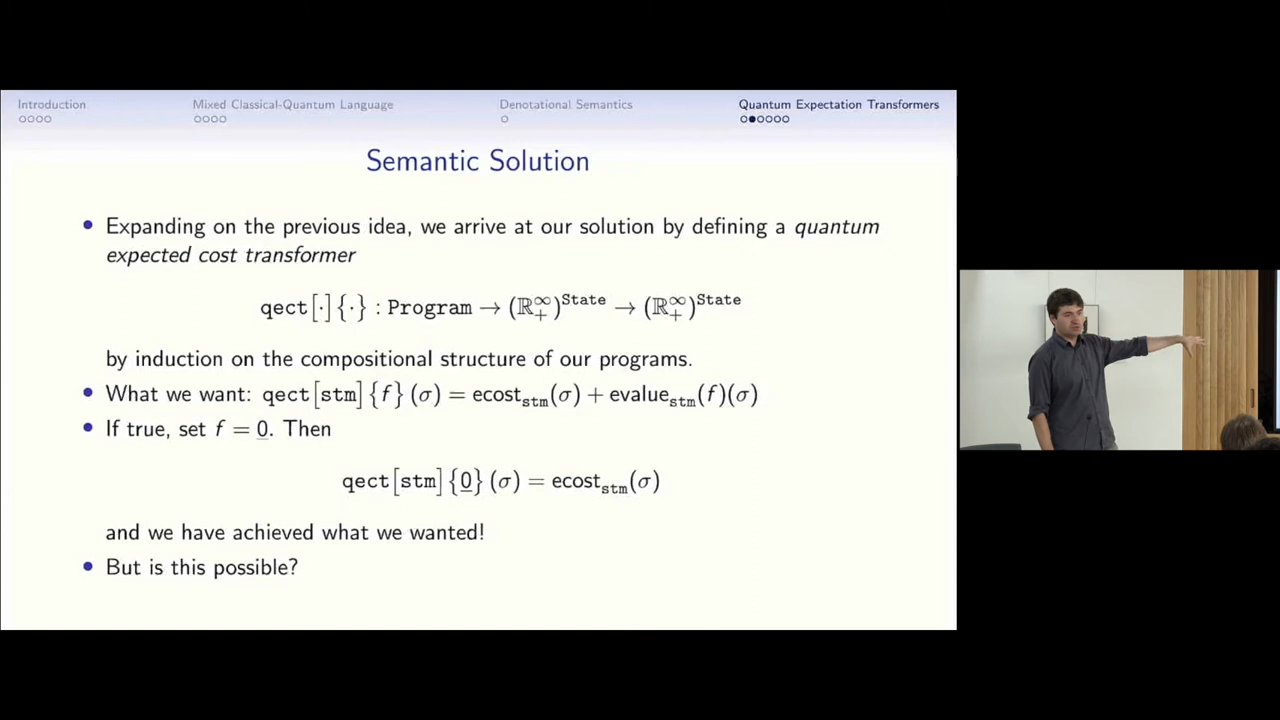 Introduction Mixed Classical-Quantum Language Denotational Semantics Quantum Expectation Transformers
Semantic Solution
• Expanding on the previous idea, we arrive at our solution by defining a quantum
expected cost transformer
qect[·]{·} : Program → (ℝ₊^∞)^State → (ℝ₊^∞)^State
by induction on the compositional structure of our programs.
• What we want: qect[stm]{f}(σ) = ecost_stm(σ) + evalue_stm(f)(σ)
• If true, set f = 0̲. Then
qect[stm]{0̲}(σ) = ecost_stm(σ)
and we have achieved what we wanted!
• But is this possible?